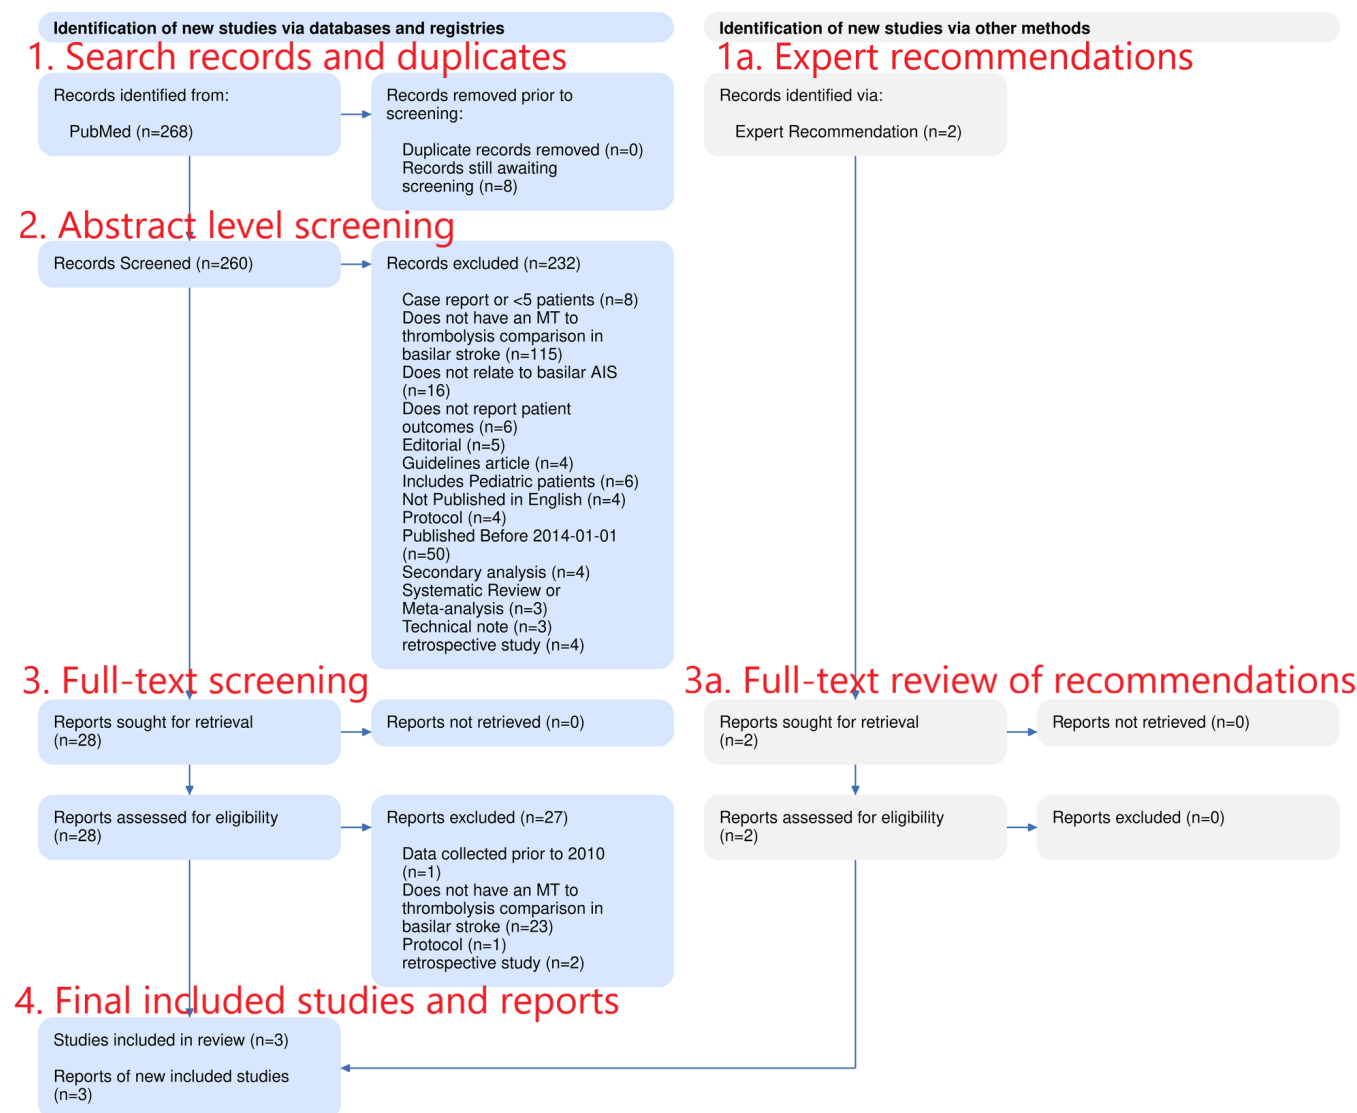 Identification of new studies via databases and registries
Identification of new studies via other methods
1. Search records and duplicates
1a. Expert recommendations
Records identified from:
PubMed (n=268)
Records removed prior to
screening:
Duplicate records removed (n=0)
Records still awaiting
screening (n=8)
Records identified via:
Expert Recommendation (n=2)
2. Abstract level screening
Records Screened (n=260)
Records excluded (n=232)
Case report or <5 patients (n=8)
Does not have an MT to
thrombolysis comparison in
basilar stroke (n=115)
Does not relate to basilar AIS
(n=16)
Does not report patient
outcomes (n=6)
Editorial (n=5)
Guidelines article (n=4)
Includes Pediatric patients (n=6)
Not Published in English (n=4)
Protocol (n=4)
Published Before 2014-01-01
(n=50)
Secondary analysis (n=4)
Systematic Review or
Meta-analysis (n=3)
Technical note (n=3)
retrospective study (n=4)
3. Full-text screening
3a. Full-text review of recommendations
Reports sought for retrieval
(n=28)
Reports not retrieved (n=0)
Reports sought for retrieval
(n=2)
Reports not retrieved (n=0)
Reports assessed for eligibility
(n=28)
Reports excluded (n=27)
Data collected prior to 2010
(n=1)
Does not have an MT to
thrombolysis comparison in
basilar stroke (n=23)
Protocol (n=1)
retrospective study (n=2)
Reports assessed for eligibility
(n=2)
Reports excluded (n=0)
4. Final included studies and reports
Studies included in review (n=3)
Reports of new included studies
(n=3)